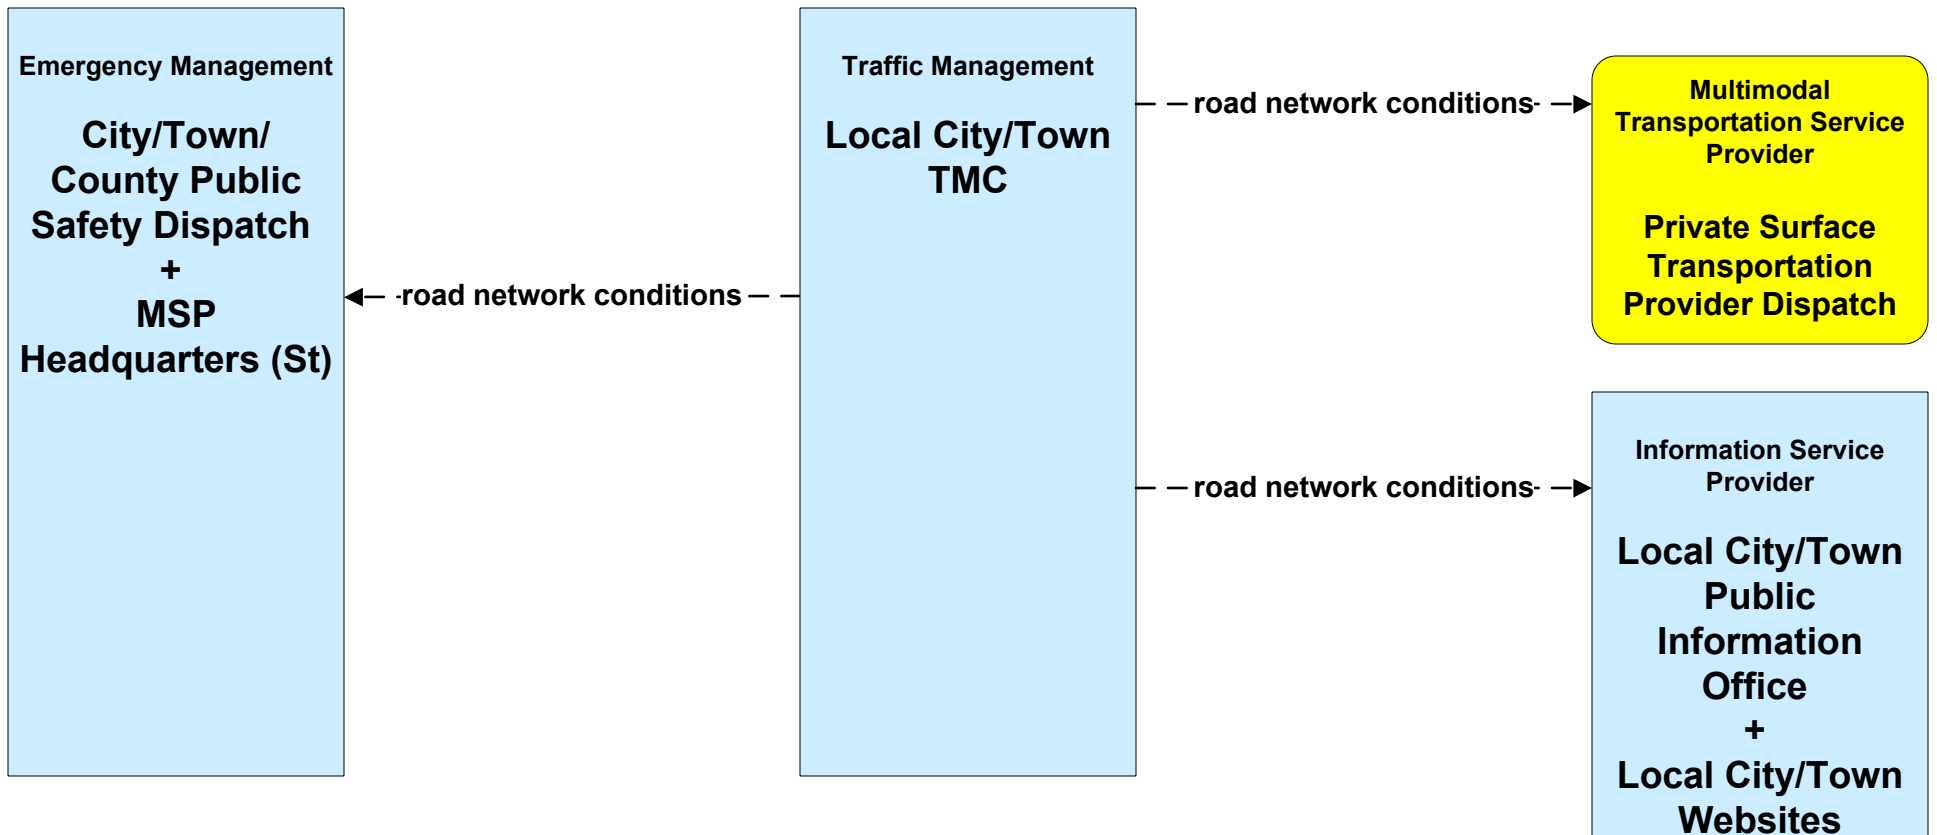 Emergency Management
City/Town/
County Public
Safety Dispatch
+
MSP
Headquarters (St)
road network conditions
Traffic Management
Local City/Town
TMC
road network conditions
Multimodal
Transportation Service
Provider
Private Surface
Transportation
Provider Dispatch
road network conditions
Information Service
Provider
Local City/Town
Public
Information
Office
+
Local City/Town
Websites